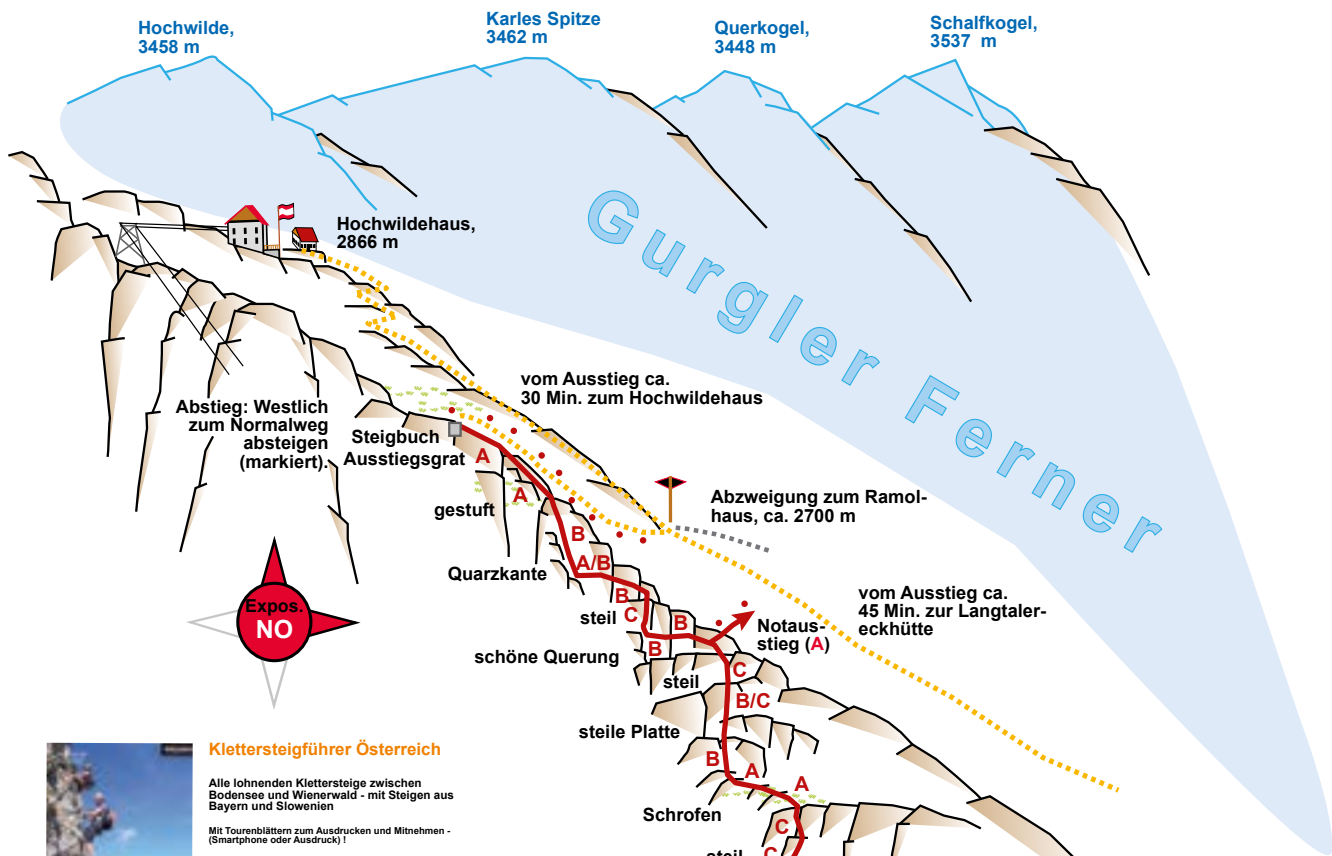 Hochwilde,
3458 m
Karles Spitze
3462 m
Querkogel,
3448 m
Schalfkogel,
3537 m
Hochwildehaus,
2866 m
Gurgler Ferner
vom Ausstieg ca.
30 Min. zum Hochwildehaus
Abstieg: Westlich
zum Normalweg
absteigen
(markiert).
Steigbuch
Ausstiegsgrat
A
A
gestuft
Abzweigung zum Ramol-
haus, ca. 2700 m
B
A/B
Quarzkante
B
C
steil
B
B
schöne Querung
Notaus-
stieg (A)
vom Ausstieg ca.
45 Min. zur Langtaler-
eckhütte
Expos.
NO
C
steil
B/C
steile Platte
B
A
A
Schrofen
C
steil
C
Klettersteigführer Österreich
Alle lohnenden Klettersteige zwischen
Bodensee und Wienerwald - mit Steigen aus
Bayern und Slowenien
Mit Tourenblättern zum Ausdrucken und Mitnehmen -
(Smartphone oder Ausdruck) !